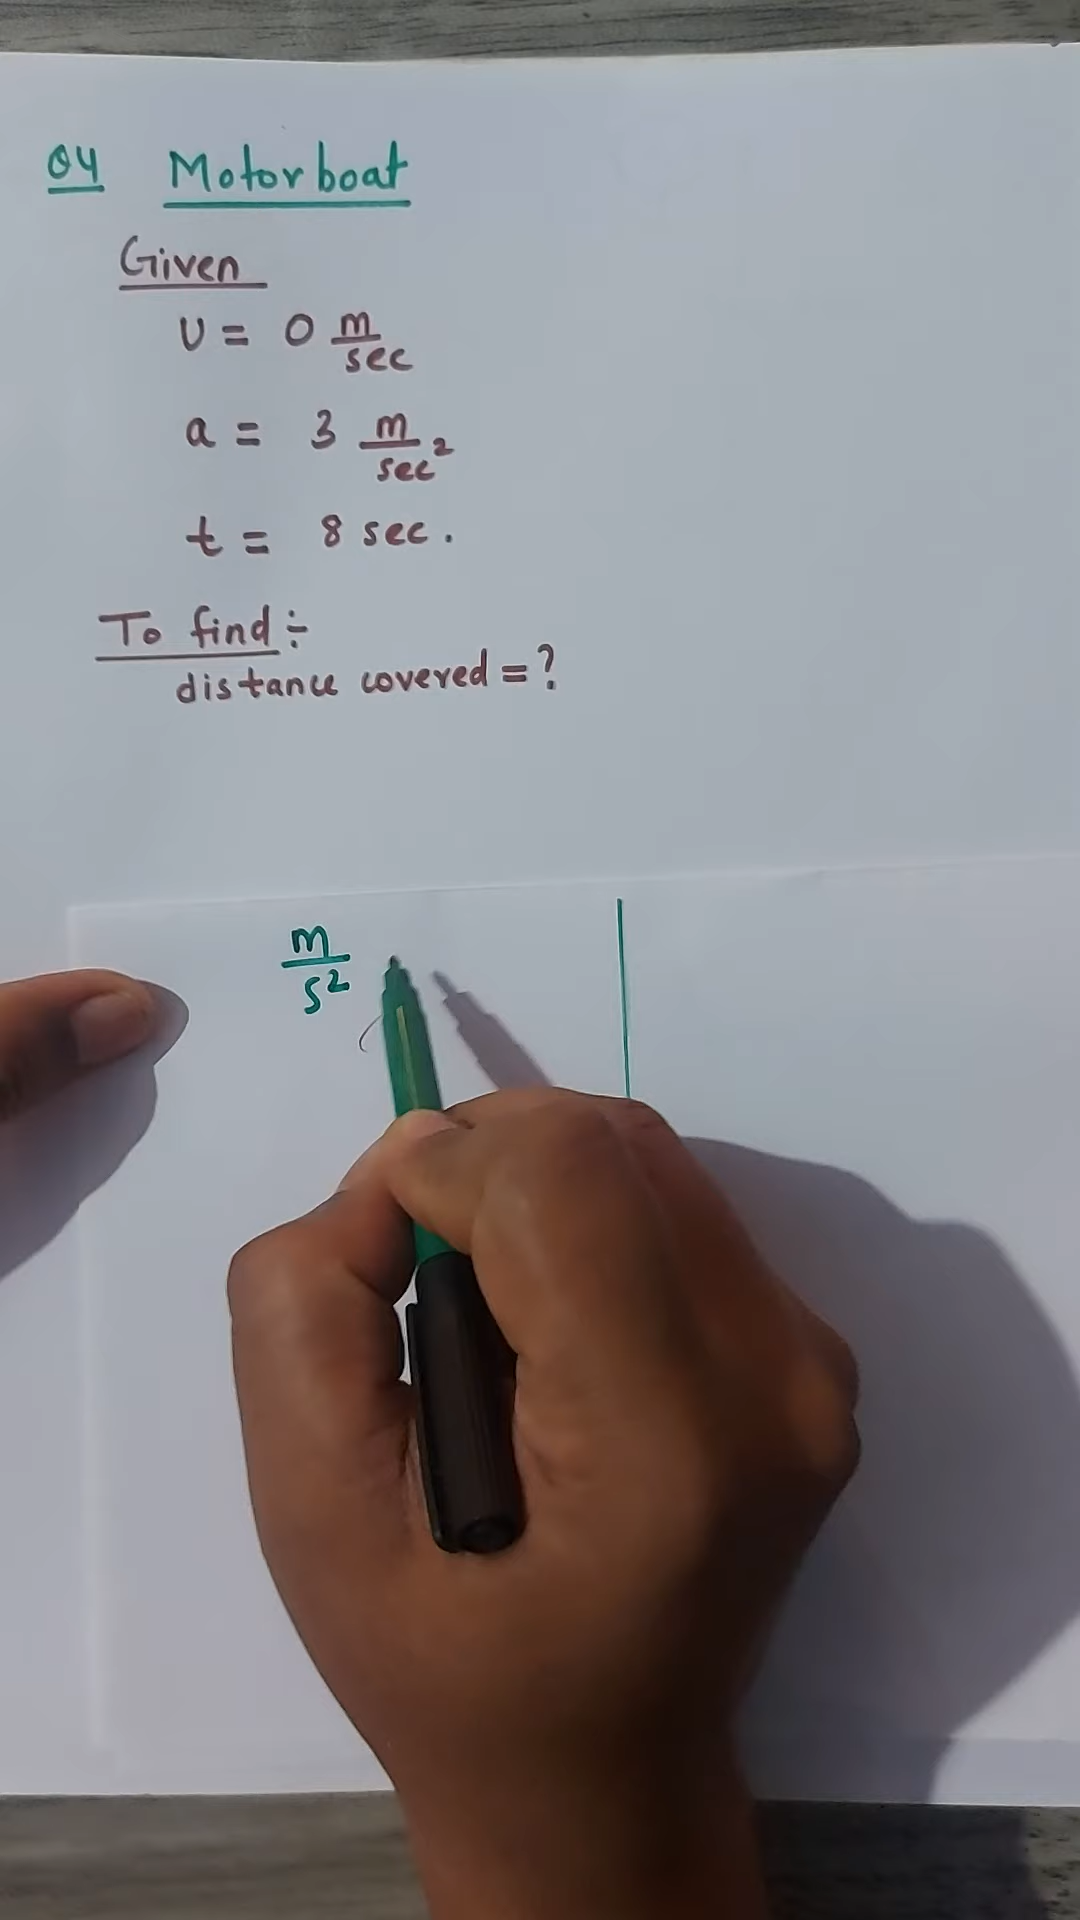 Q4 Motorboat
Given
u = 0 m/sec
a = 3 m/sec²
t = 8 sec.
To find ÷
distance covered = ?
m/s²